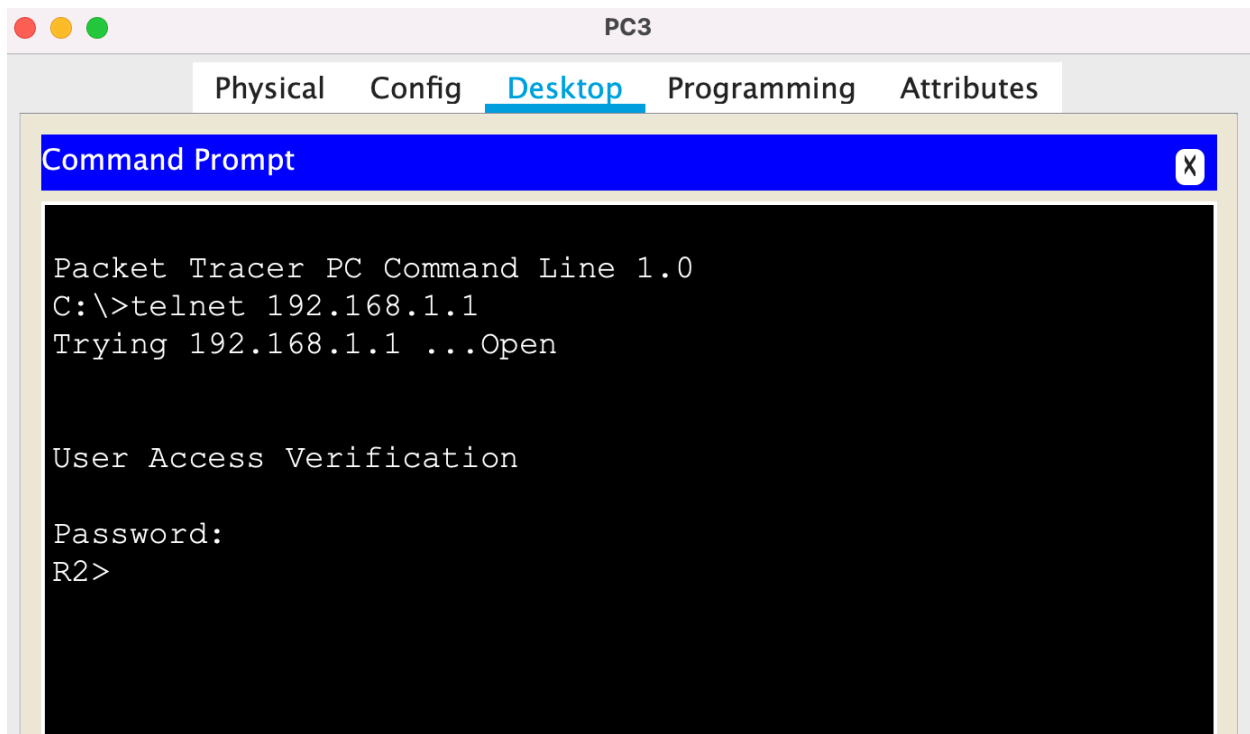 PC3
Physical Config Desktop Programming Attributes
Command Prompt
X
Packet Tracer PC Command Line 1.0
C:\>telnet 192.168.1.1
Trying 192.168.1.1 ...Open
User Access Verification
Password:
R2>